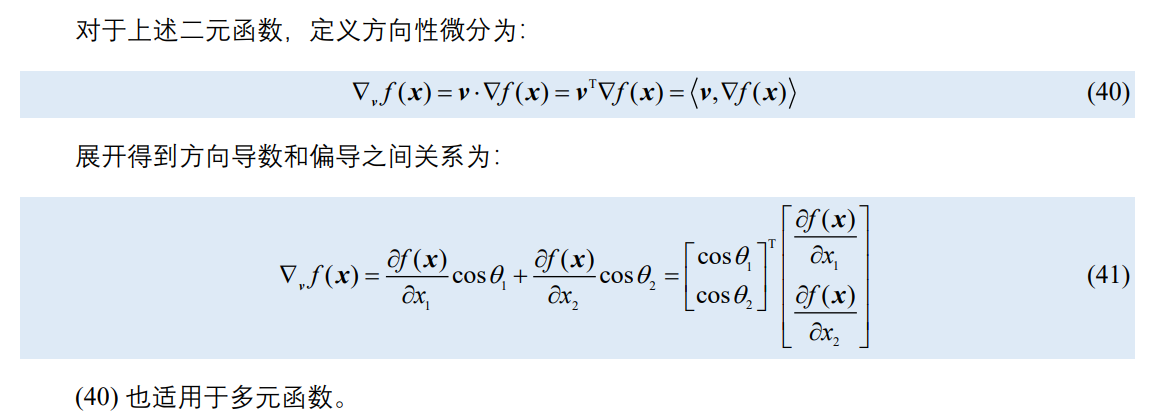 对于上述二元函数，定义方向性微分为：
$$\nabla_{\boldsymbol{v}} f(\boldsymbol{x}) = \boldsymbol{v} \cdot \nabla f(\boldsymbol{x}) = \boldsymbol{v}^{\mathrm{T}} \nabla f(\boldsymbol{x}) = \langle \boldsymbol{v}, \nabla f(\boldsymbol{x}) \rangle$$ (40)
展开得到方向导数和偏导之间关系为：
$$\nabla_{\boldsymbol{v}} f(\boldsymbol{x}) = \frac{\partial f(\boldsymbol{x})}{\partial x_1} \cos\theta_1 + \frac{\partial f(\boldsymbol{x})}{\partial x_2} \cos\theta_2 = \begin{bmatrix} \cos\theta_1 \\ \cos\theta_2 \end{bmatrix}^{\mathrm{T}} \begin{bmatrix} \dfrac{\partial f(\boldsymbol{x})}{\partial x_1} \\ \dfrac{\partial f(\boldsymbol{x})}{\partial x_2} \end{bmatrix}$$ (41)
(40) 也适用于多元函数。